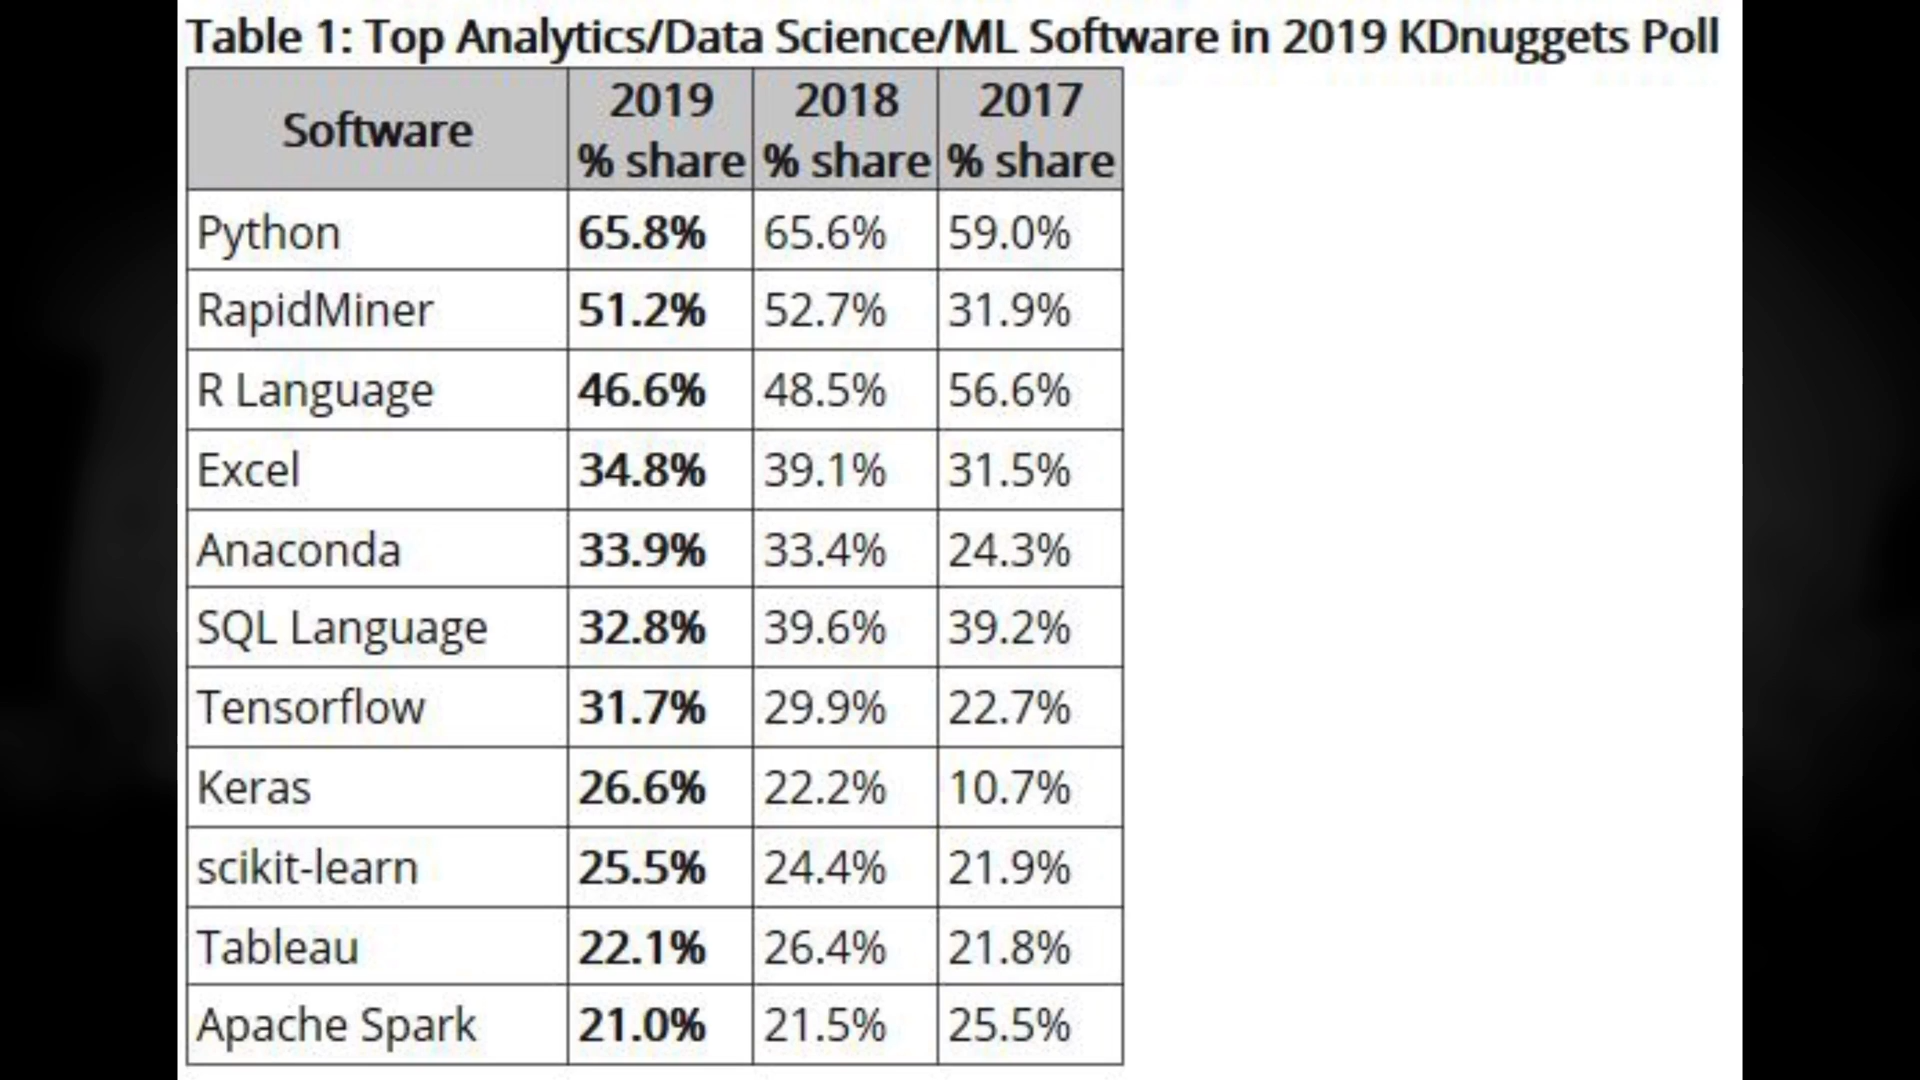 Table 1: Top Analytics/Data Science/ML Software in 2019 KDnuggets Poll
Software 2019 % share 2018 % share 2017 % share
Python 65.8% 65.6% 59.0%
RapidMiner 51.2% 52.7% 31.9%
R Language 46.6% 48.5% 56.6%
Excel 34.8% 39.1% 31.5%
Anaconda 33.9% 33.4% 24.3%
SQL Language 32.8% 39.6% 39.2%
Tensorflow 31.7% 29.9% 22.7%
Keras 26.6% 22.2% 10.7%
scikit-learn 25.5% 24.4% 21.9%
Tableau 22.1% 26.4% 21.8%
Apache Spark 21.0% 21.5% 25.5%